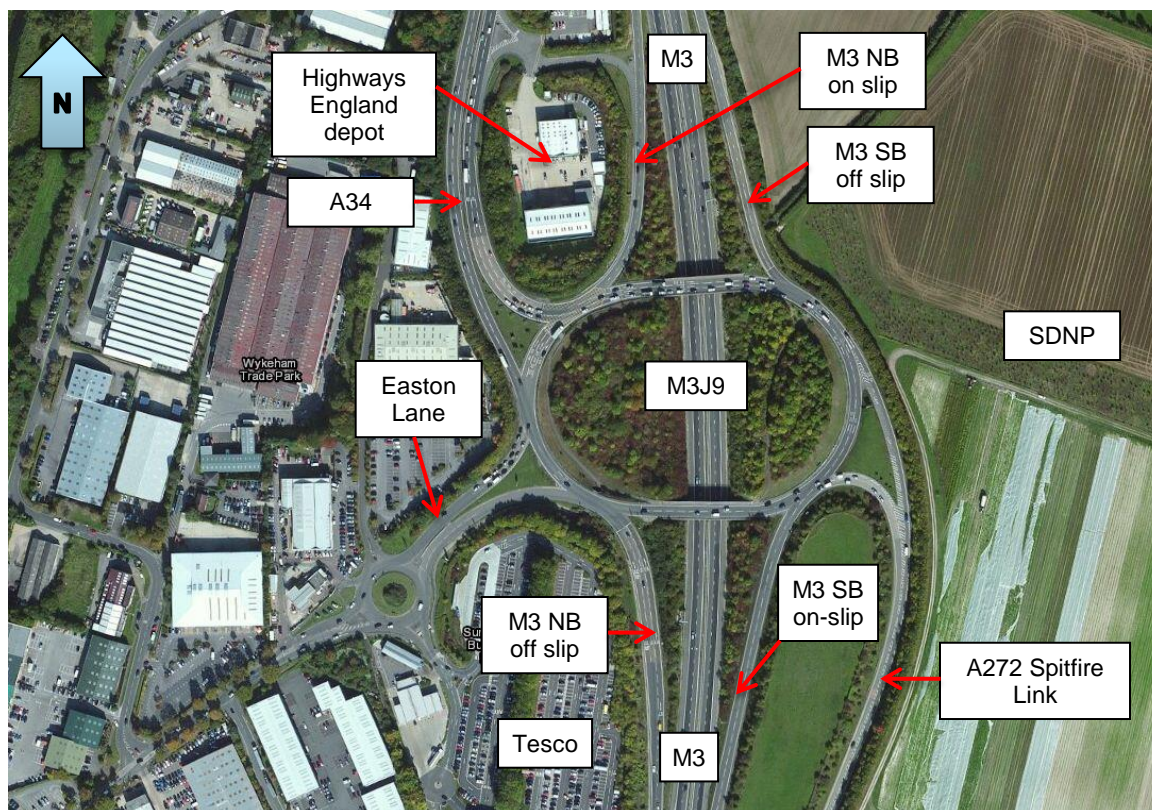 N
M3
M3 NB
on slip
Highways
England
depot
M3 SB
off slip
A34
SDNP
Wykeham
Trade Park
M3J9
Easton
Lane
M3 SB
on-slip
M3 NB
off slip
A272 Spitfire
Link
Tesco
M3